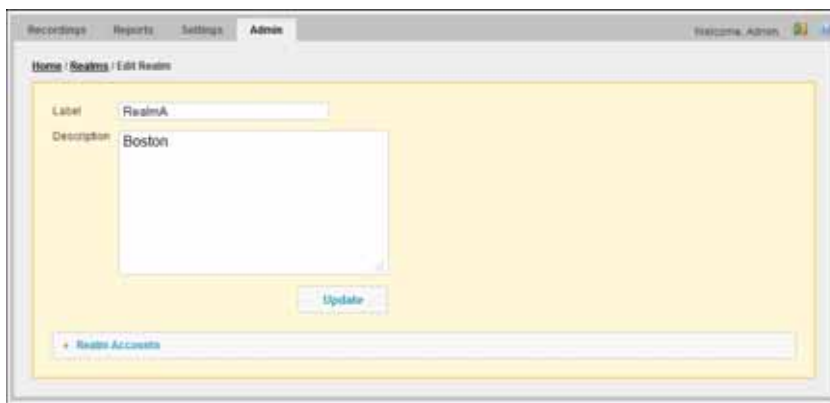 Recordings Reports Settings Admin Welcome, Admin
Home / Realms / Edit Realm
Label RealmA
Description Boston
Update
Realm Accounts